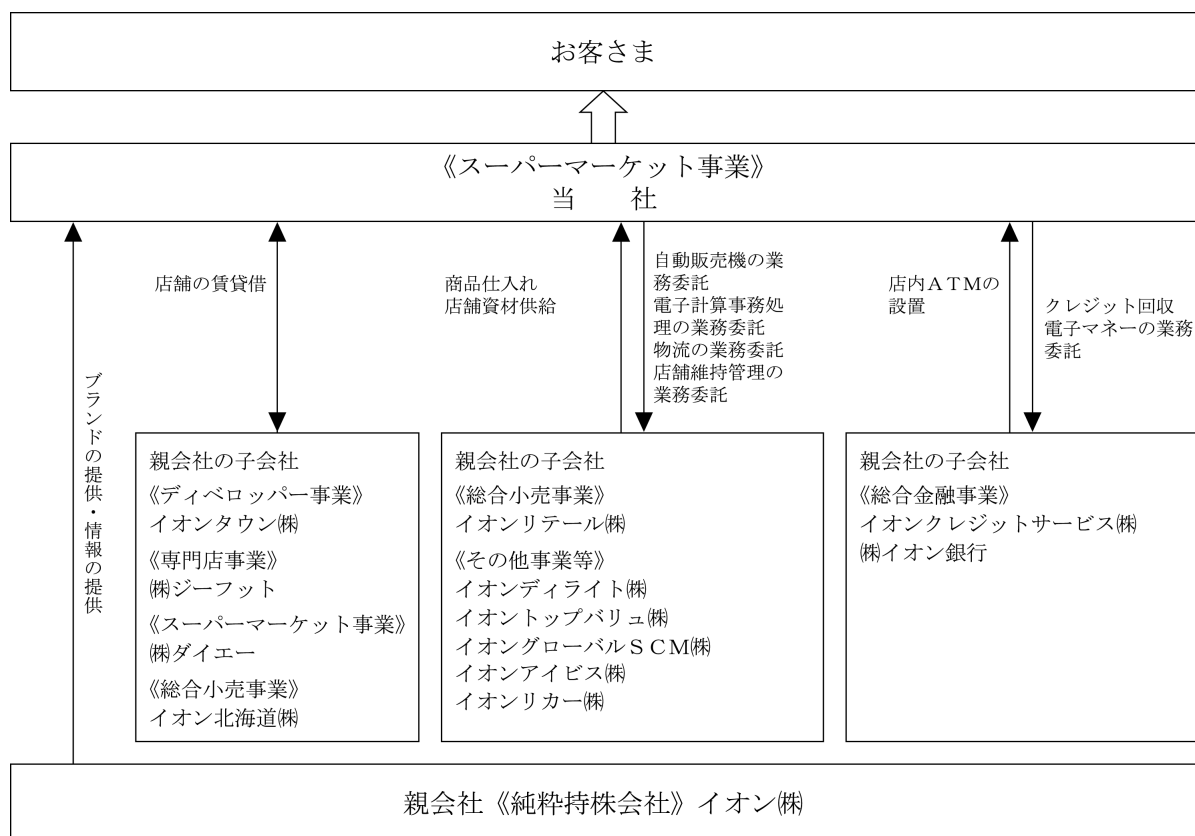 お客さま
《スーパーマーケット事業》
当　　社
ブランドの提供・情報の提供
店舗の賃貸借
商品仕入れ
店舗資材供給
自動販売機の業
務委託
電子計算事務処
理の業務委託
物流の業務委託
店舗維持管理の
業務委託
店内ＡＴＭの
設置
クレジット回収
電子マネーの業務
委託
親会社の子会社
《ディベロッパー事業》
イオンタウン㈱
《専門店事業》
㈱ジーフット
《スーパーマーケット事業》
㈱ダイエー
《総合小売事業》
イオン北海道㈱
親会社の子会社
《総合小売事業》
イオンリテール㈱
《その他事業等》
イオンディライト㈱
イオントップバリュ㈱
イオングローバルＳＣＭ㈱
イオンアイビス㈱
イオンリカー㈱
親会社の子会社
《総合金融事業》
イオンクレジットサービス㈱
㈱イオン銀行
親会社《純粋持株会社》イオン㈱